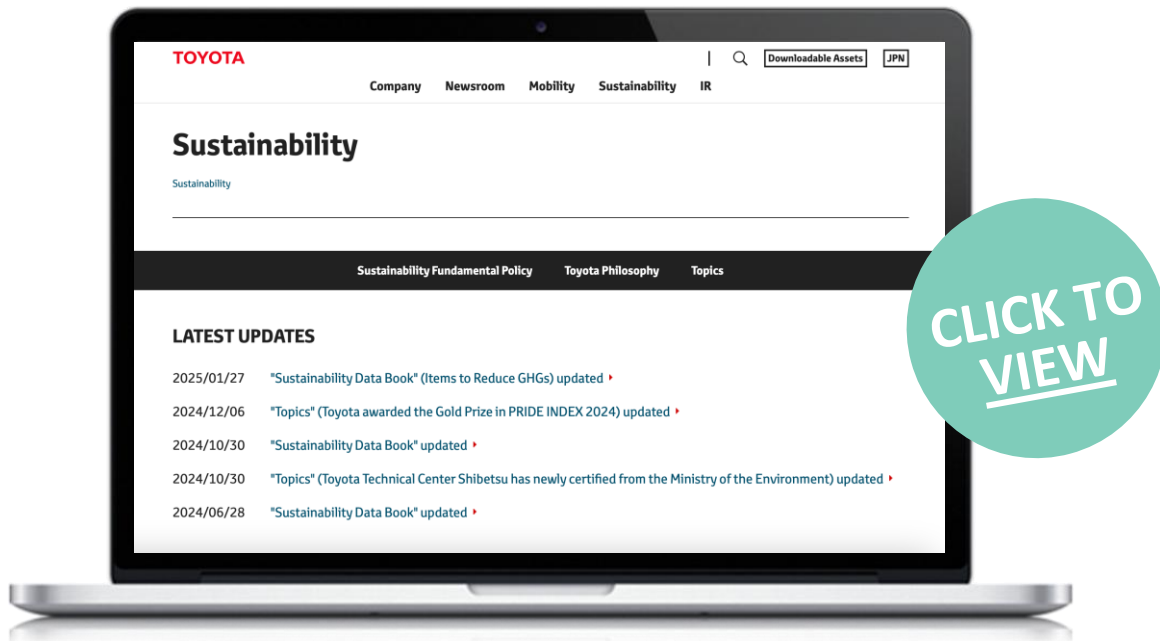 TOYOTA
| Downloadable Assets JPN
Company Newsroom Mobility Sustainability IR
Sustainability
Sustainability
Sustainability Fundamental Policy Toyota Philosophy Topics
LATEST UPDATES
2025/01/27 "Sustainability Data Book" (Items to Reduce GHGs) updated
2024/12/06 "Topics" (Toyota awarded the Gold Prize in PRIDE INDEX 2024) updated
2024/10/30 "Sustainability Data Book" updated
2024/10/30 "Topics" (Toyota Technical Center Shibetsu has newly certified from the Ministry of the Environment) updated
2024/06/28 "Sustainability Data Book" updated
CLICK TO
VIEW